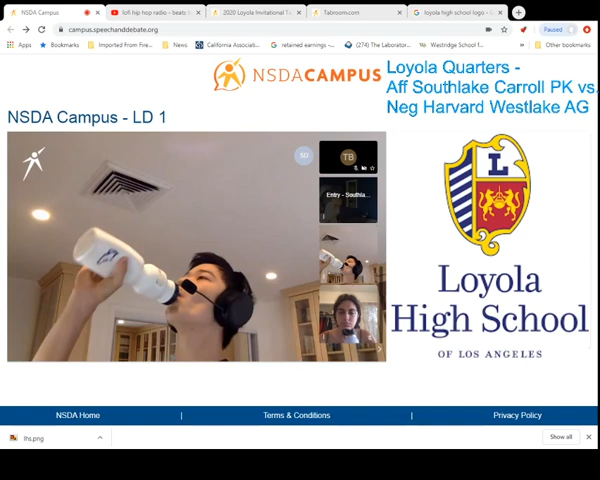 NSDA Campus
lofi hip hop radio - beats t
2020 Loyola Invitational T
Tabroom.com
loyola high school logo - G
campus.speechanddebate.org
Paused
Apps
Bookmarks
Imported From Fire...
News
California Associati...
retained earnings -...
(274) The Laborator...
Westridge School f...
Other bookmarks
NSDACAMPUS
Loyola Quarters -
Aff Southlake Carroll PK vs.
Neg Harvard Westlake AG
NSDA Campus - LD 1
SD
TB
Entry - Southla...
L
Loyola
High School
OF LOS ANGELES
NSDA Home | Terms & Conditions | Privacy Policy
lhs.png
Show all